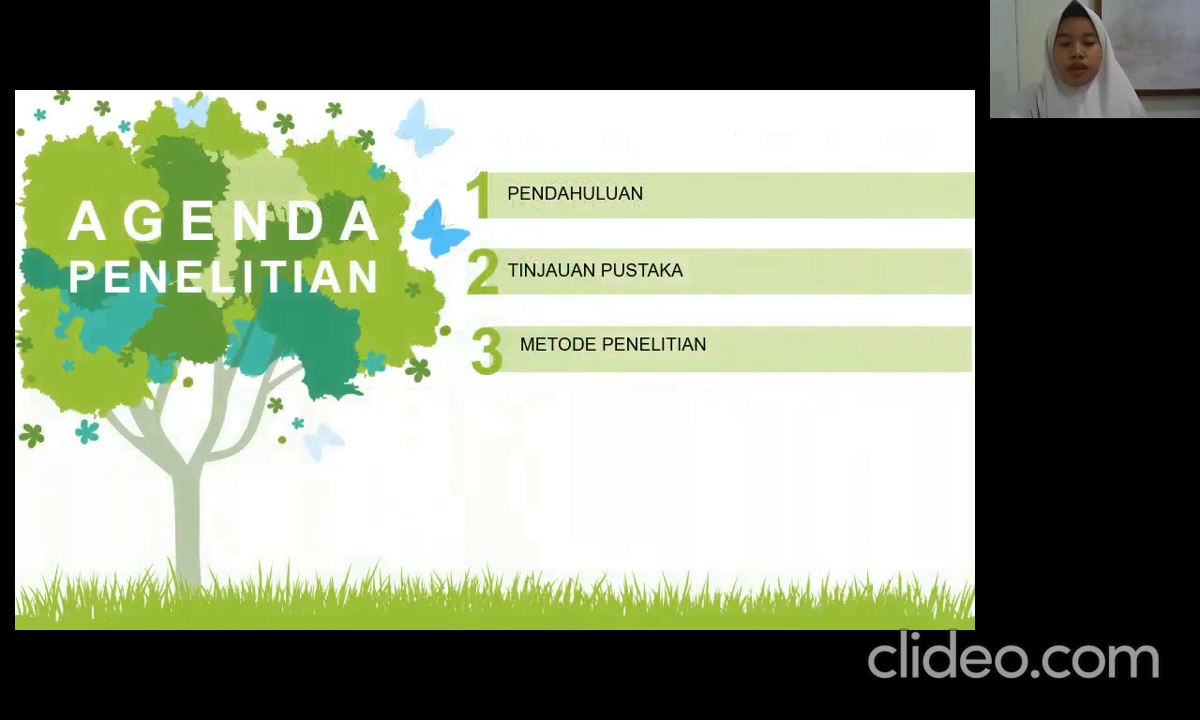 AGENDA
PENELITIAN
1 PENDAHULUAN
2 TINJAUAN PUSTAKA
3 METODE PENELITIAN
clideo.com